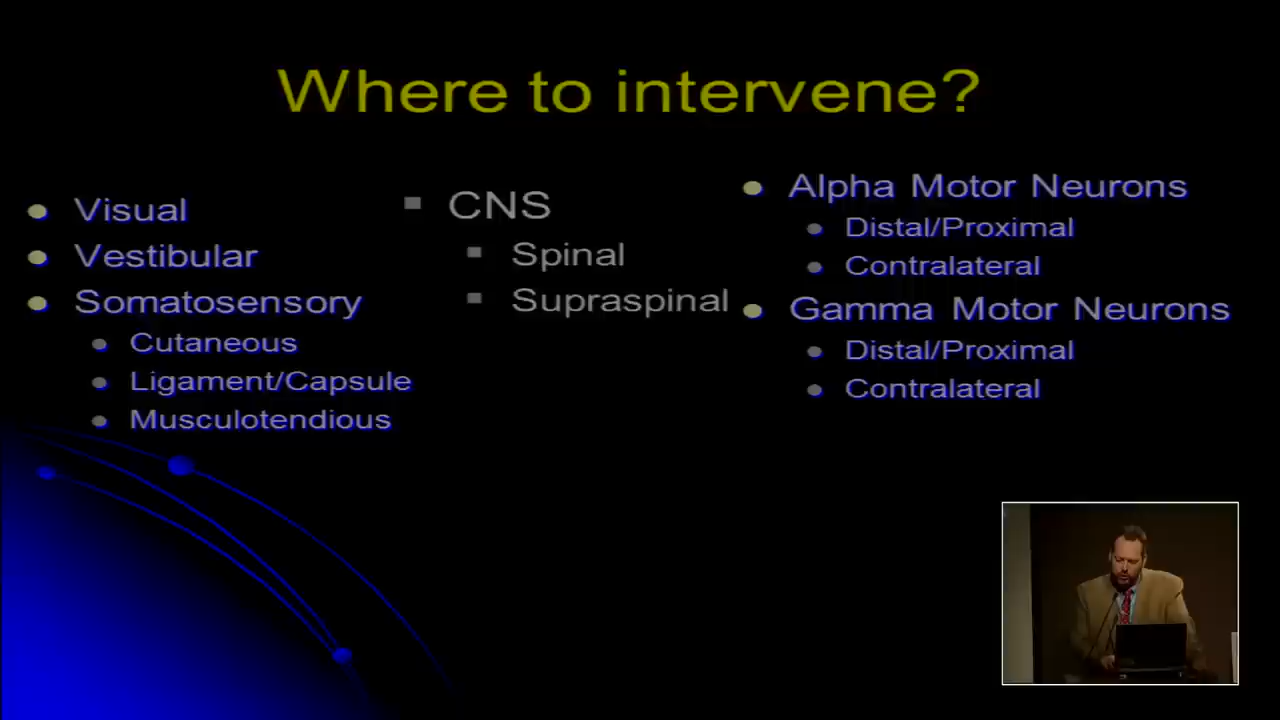 Where to intervene?
Visual
Vestibular
Somatosensory
Cutaneous
Ligament/Capsule
Musculotendious
CNS
Spinal
Supraspinal
Alpha Motor Neurons
Distal/Proximal
Contralateral
Gamma Motor Neurons
Distal/Proximal
Contralateral